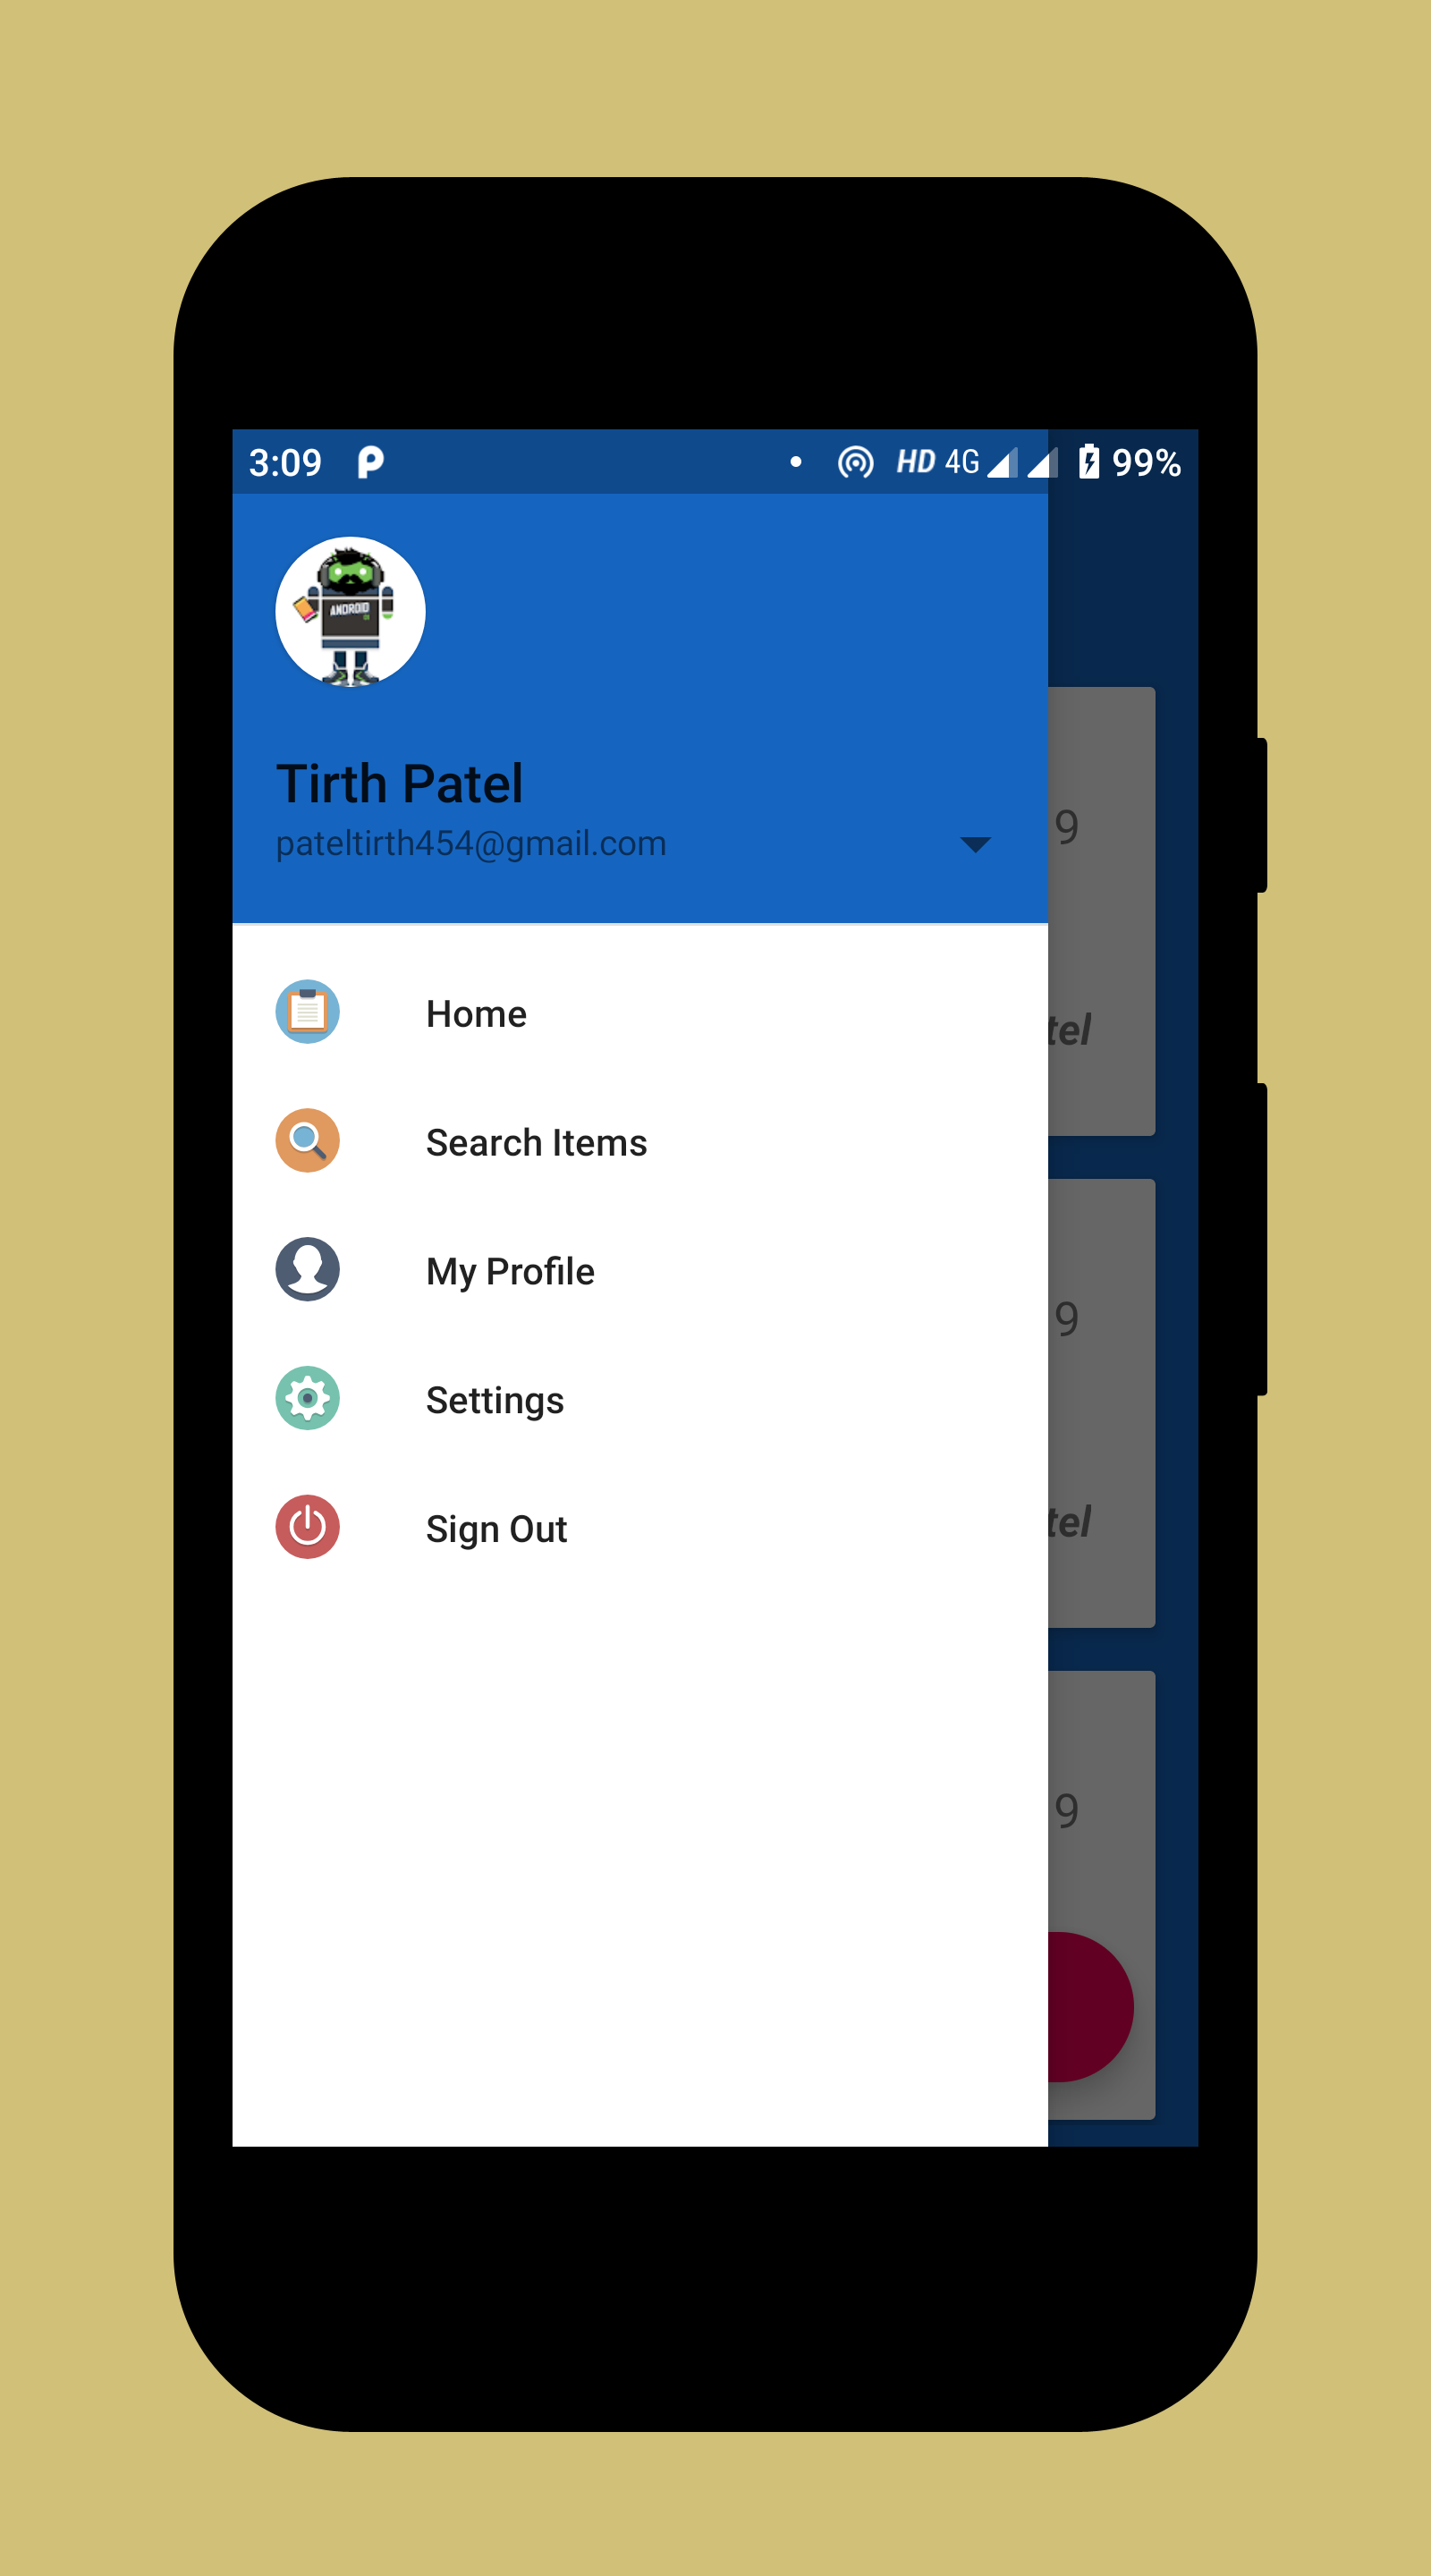 3:09 HD 4G 99%
ANDROID
Tirth Patel
pateltirth454@gmail.com
9
Home
tel
Search Items
My Profile
9
Settings
tel
Sign Out
9